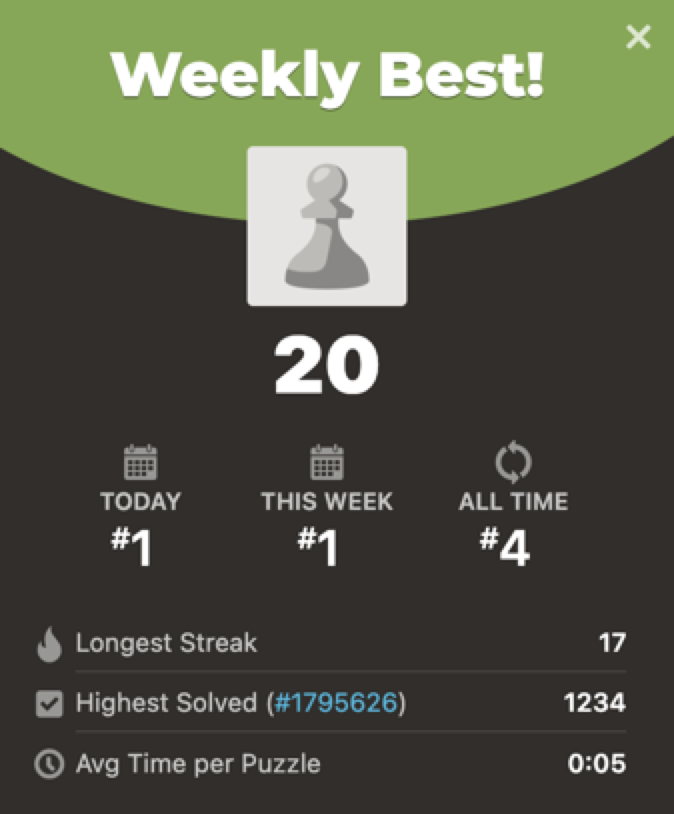 Weekly Best!
20
TODAY THIS WEEK ALL TIME
#1 #1 #4
Longest Streak 17
Highest Solved (#1795626) 1234
Avg Time per Puzzle 0:05